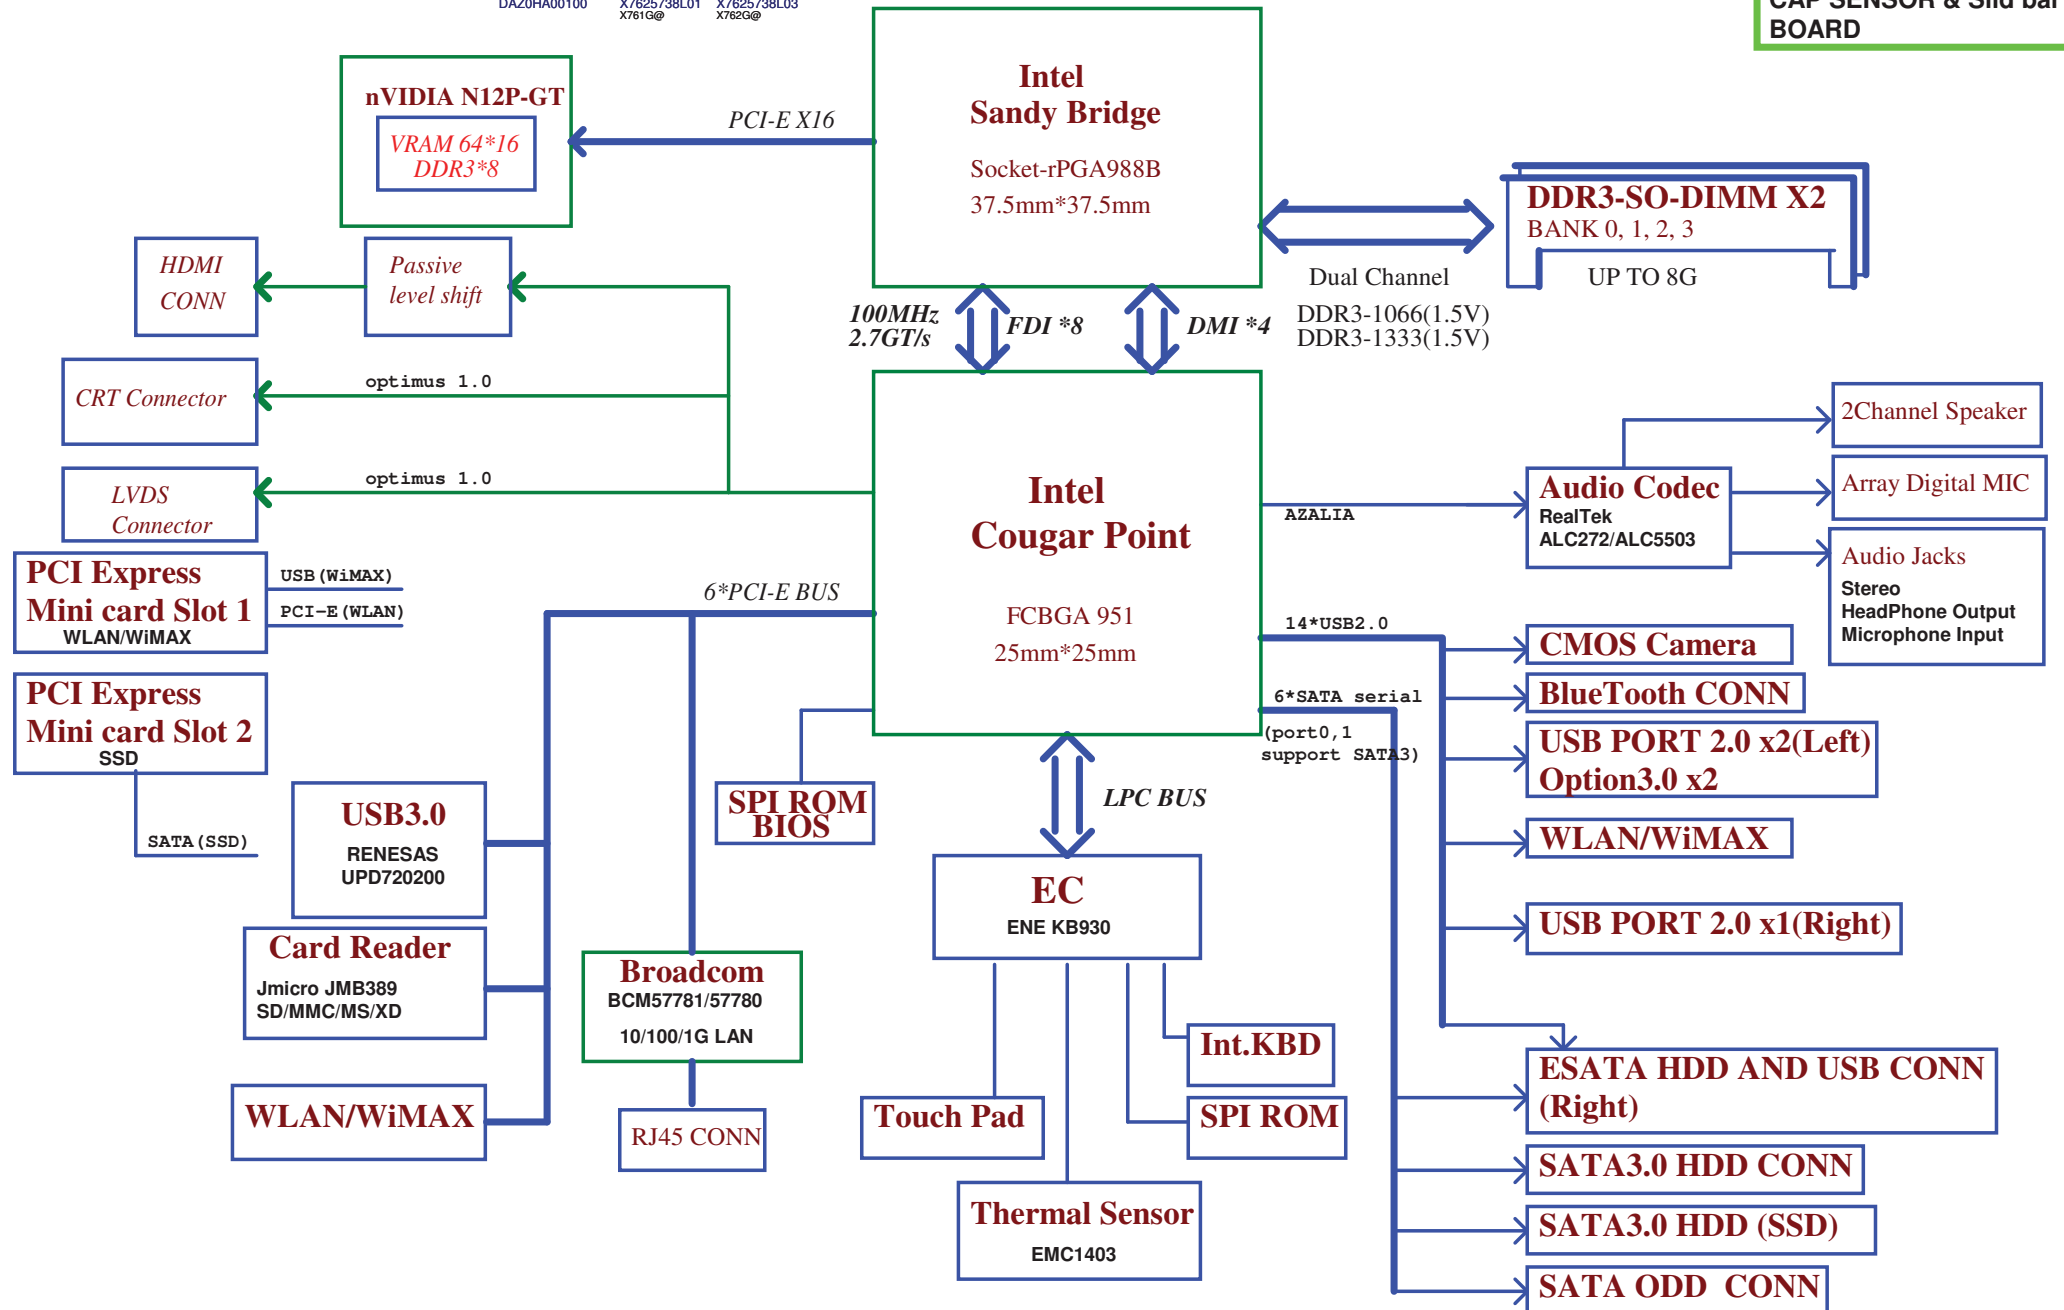 DAZ0HA00100
X7625738L01
X7625738L03
X761G@
X762G@
BOARD
nVIDIA N12P-GT
VRAM 64*16
DDR3*8
PCI-E X16
Intel
Sandy Bridge
Socket-rPGA988B
37.5mm*37.5mm
DDR3-SO-DIMM X2
BANK 0, 1, 2, 3
UP TO 8G
Dual Channel
DDR3-1066(1.5V)
DDR3-1333(1.5V)
HDMI
CONN
Passive
level shift
100MHz
2.7GT/s
FDI *8
DMI *4
CRT Connector
optimus 1.0
LVDS
Connector
optimus 1.0
Intel
Cougar Point
FCBGA 951
25mm*25mm
AZALIA
Audio Codec
RealTek
ALC272/ALC5503
2Channel Speaker
Array Digital MIC
Audio Jacks
Stereo
HeadPhone Output
Microphone Input
PCI Express
Mini card Slot 1
WLAN/WiMAX
USB(WiMAX)
PCI-E(WLAN)
6*PCI-E BUS
14*USB2.0
6*SATA serial
(port0,1
support SATA3)
CMOS Camera
BlueTooth CONN
USB PORT 2.0 x2(Left)
Option3.0 x2
WLAN/WiMAX
USB PORT 2.0 x1(Right)
PCI Express
Mini card Slot 2
SSD
SATA(SSD)
USB3.0
RENESAS
UPD720200
SPI ROM
BIOS
LPC BUS
EC
ENE KB930
Card Reader
Jmicro JMB389
SD/MMC/MS/XD
Broadcom
BCM57781/57780
10/100/1G LAN
WLAN/WiMAX
RJ45 CONN
Int.KBD
Touch Pad
SPI ROM
Thermal Sensor
EMC1403
ESATA HDD AND USB CONN
(Right)
SATA3.0 HDD CONN
SATA3.0 HDD (SSD)
SATA ODD CONN